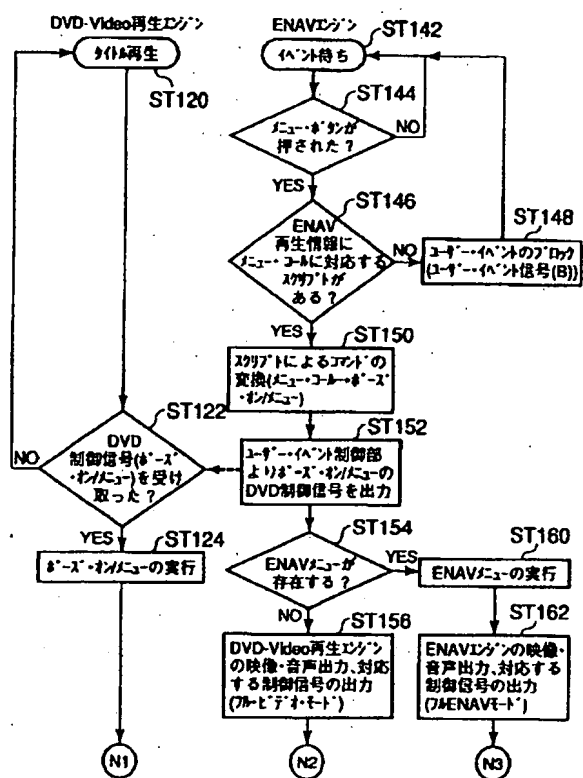 DVD-Video再生エンジン
タイトル再生
ST120
ENAVエンジン
イベント待ち
ST142
ST144
メニュー・ボタンが
押された?
NO
YES
ST146
ENAV
再生情報に
メニュー・コールに対応する
スクリプトが
ある?
NO
YES
ST148
ユーザー・イベントのブロック
(ユーザー・イベント信号(B))
ST150
スクリプトによるコマンドの
変換(メニュー・コール→ポーズ・
オン/メニュー)
ST122
DVD
制御信号(ポーズ
・オン/メニュー)を受け
取った?
NO
YES
ST152
ユーザー・イベント制御部
よりポーズ・オン/メニューの
DVD制御信号を出力
ST124
ポーズ・オン/メニューの実行
ST154
ENAVメニューが
存在する?
YES
NO
ST160
ENAVメニューの実行
ST156
DVD-Video再生エンジン
の映像・音声出力、対応
する制御信号の出力
(フル・ビデオ・モード)
ST162
ENAVエンジンの映像・
音声出力、対応する
制御信号の出力
(フルENAVモード)
N1
N2
N3